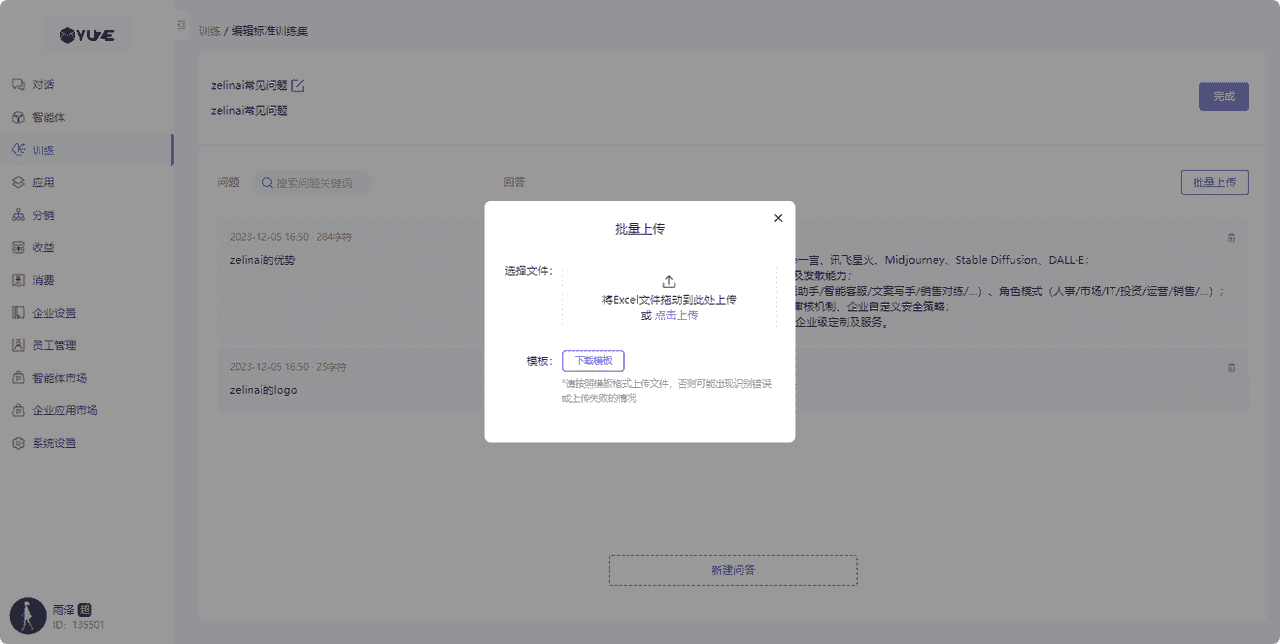 YUZE
训练 / 编辑标准训练集
对话
智能体
训练
应用
分销
收益
消费
企业设置
员工管理
智能体市场
企业应用市场
系统设置
雨泽 超
ID: 135501
zelinai常见问题
zelinai常见问题
完成
问题
搜索问题关键词
回答
批量上传
2023-12-05 16:50 · 284字符
zelinai的优势
一言、讯飞星火、Midjourney、Stable Diffusion、DALL·E；
及发散能力；
助手/智能客服/文案写手/销售对练/...）、角色模式（人事/市场/IT/投资/运营/销售/...）；
审核机制、企业自定义安全策略；
企业级定制及服务。
2023-12-05 16:50 · 25字符
zelinai的logo
批量上传
选择文件:
将Excel文件拖动到此处上传
或 点击上传
模板:
下载模板
*请按照模板格式上传文件，否则可能出现识别错误
或上传失败的情况
新建问答